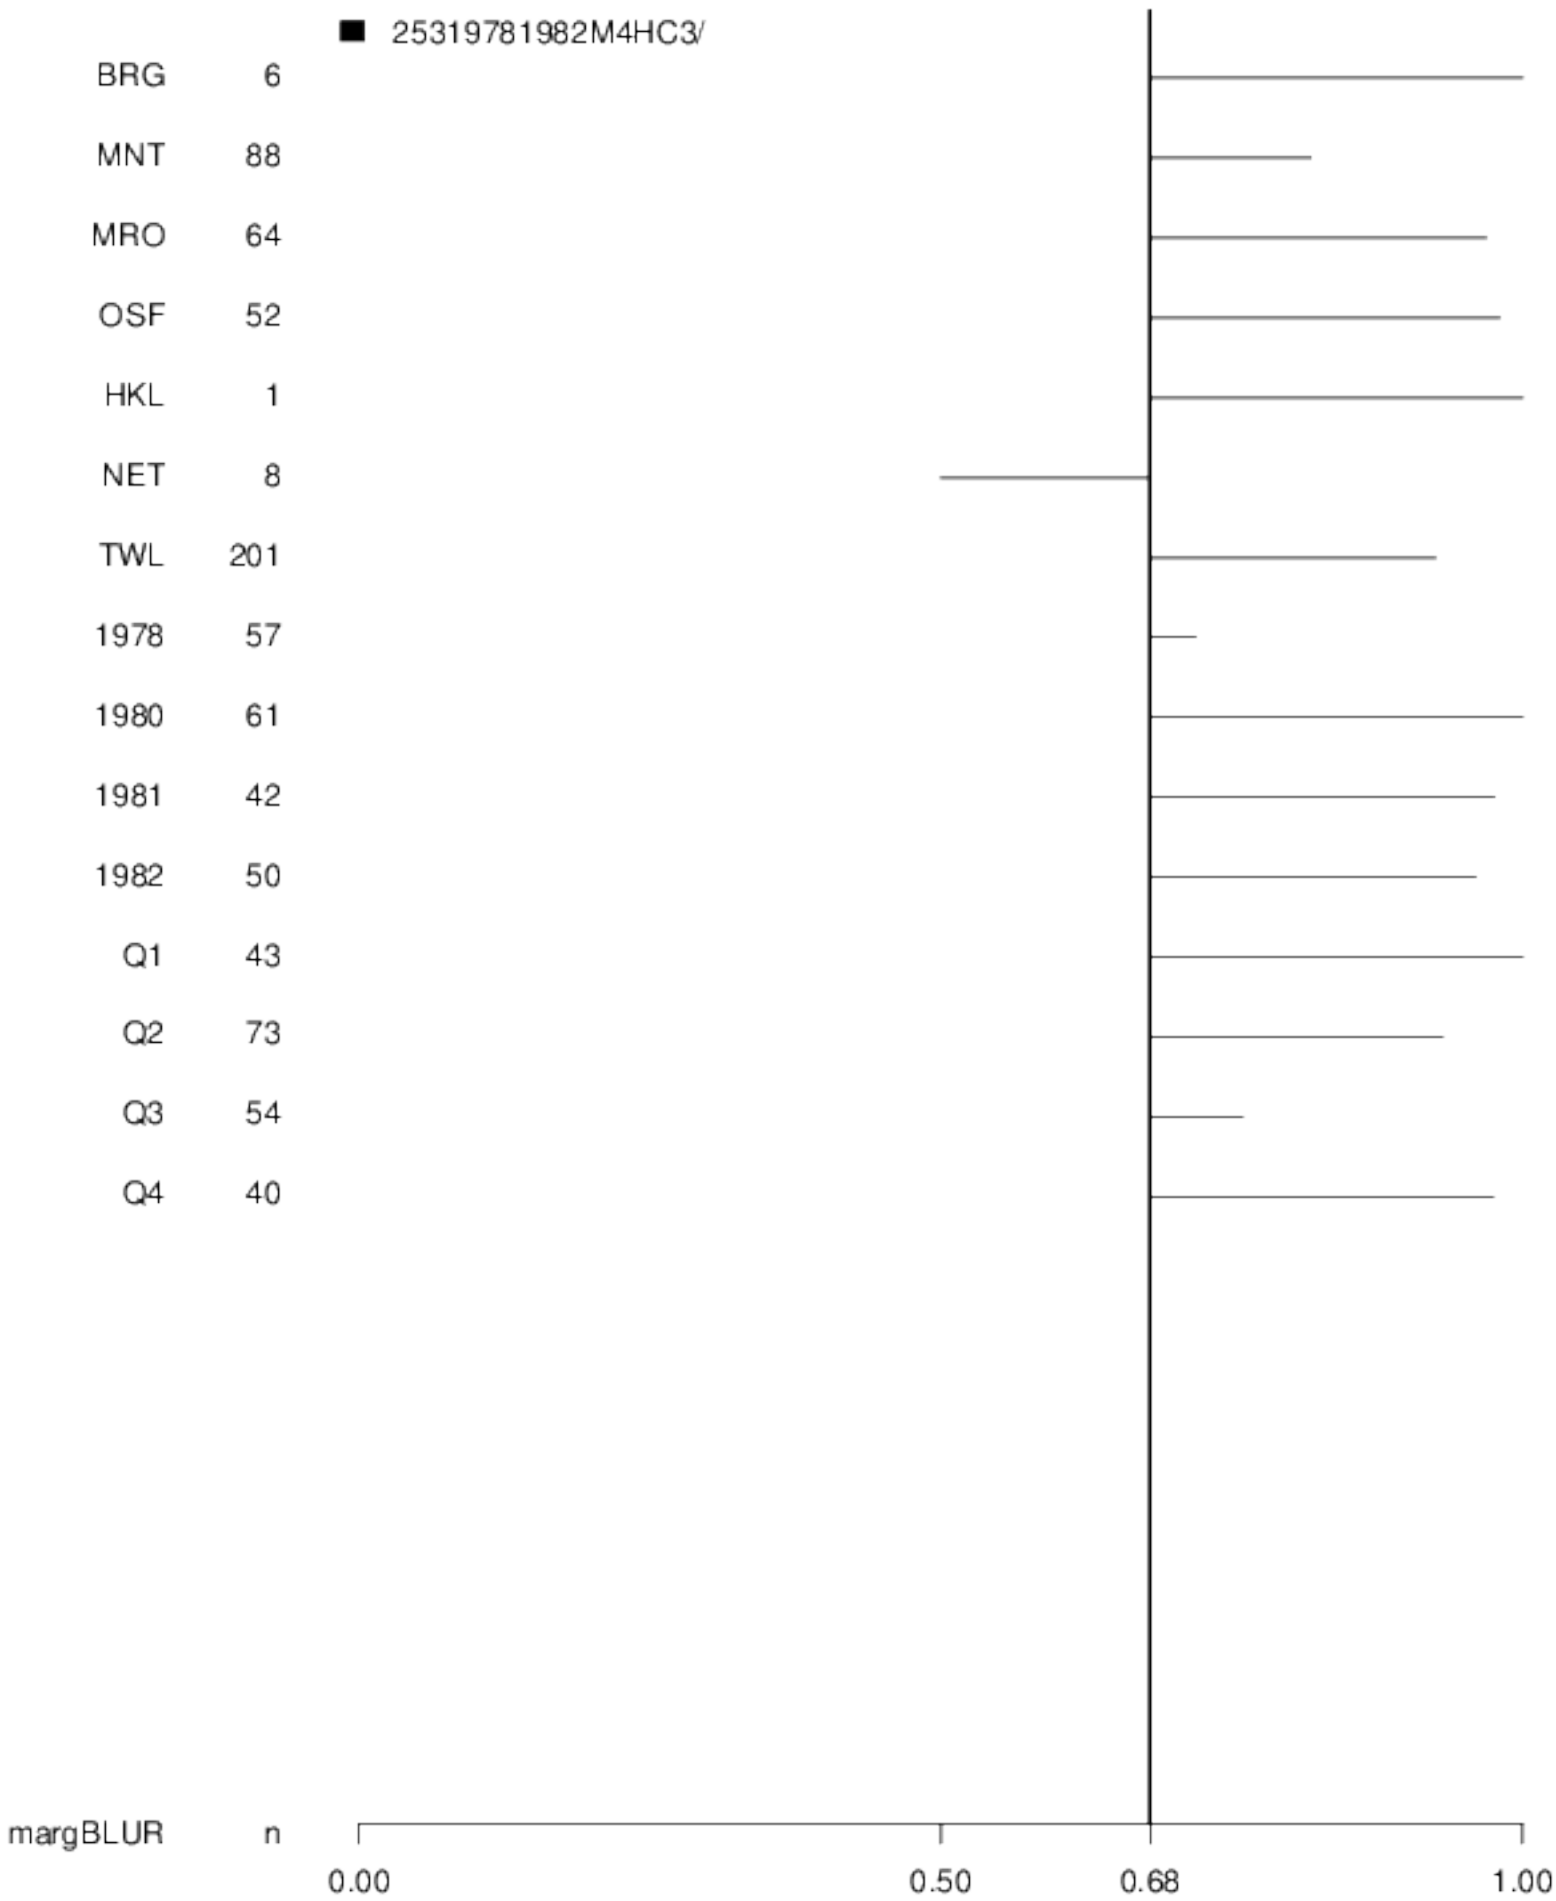 25319781982M4HC3/
BRG 6
MNT 88
MRO 64
OSF 52
HKL 1
NET 8
TWL 201
1978 57
1980 61
1981 42
1982 50
Q1 43
Q2 73
Q3 54
Q4 40
margBLUR n
0.00 0.50 0.68 1.00